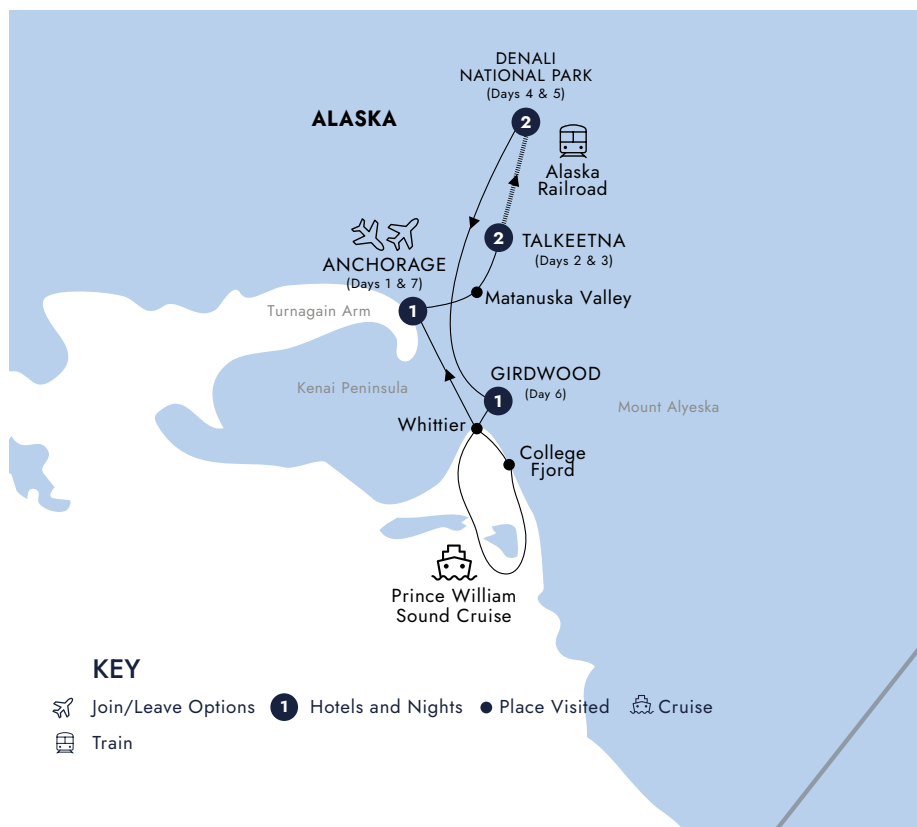 DENALI
NATIONAL PARK
(Days 4 & 5)
ALASKA
2
Alaska
Railroad
2
TALKEETNA
(Days 2 & 3)
ANCHORAGE
(Days 1 & 7)
Matanuska Valley
Turnagain Arm
1
GIRDWOOD
(Day 6)
Kenai Peninsula
1
Mount Alyeska
Whittier
College
Fjord
Prince William
Sound Cruise
KEY
Join/Leave Options
1
Hotels and Nights
Place Visited
Cruise
Train